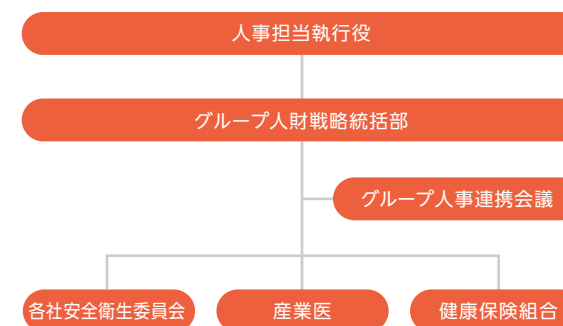 人事担当執行役
グループ人財戦略統括部
グループ人事連携会議
各社安全衛生委員会
産業医
健康保険組合